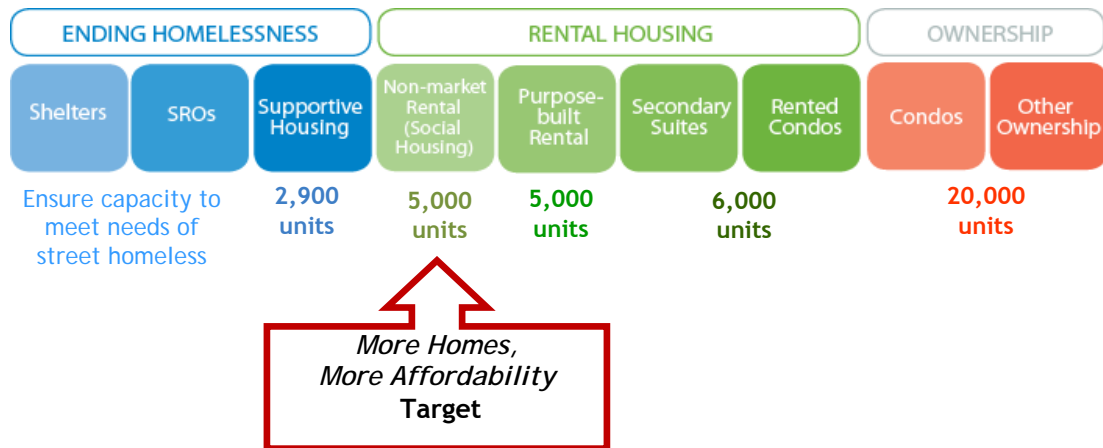 ENDING HOMELESSNESS
RENTAL HOUSING
OWNERSHIP
Shelters
SROs
Supportive
Housing
Non-market
Rental
(Social
Housing)
Purpose-
built
Rental
Secondary
Suites
Rented
Condos
Condos
Other
Ownership
Ensure capacity to
meet needs of
street homeless
2,900
units
5,000
units
5,000
units
6,000
units
20,000
units
More Homes,
More Affordability
Target